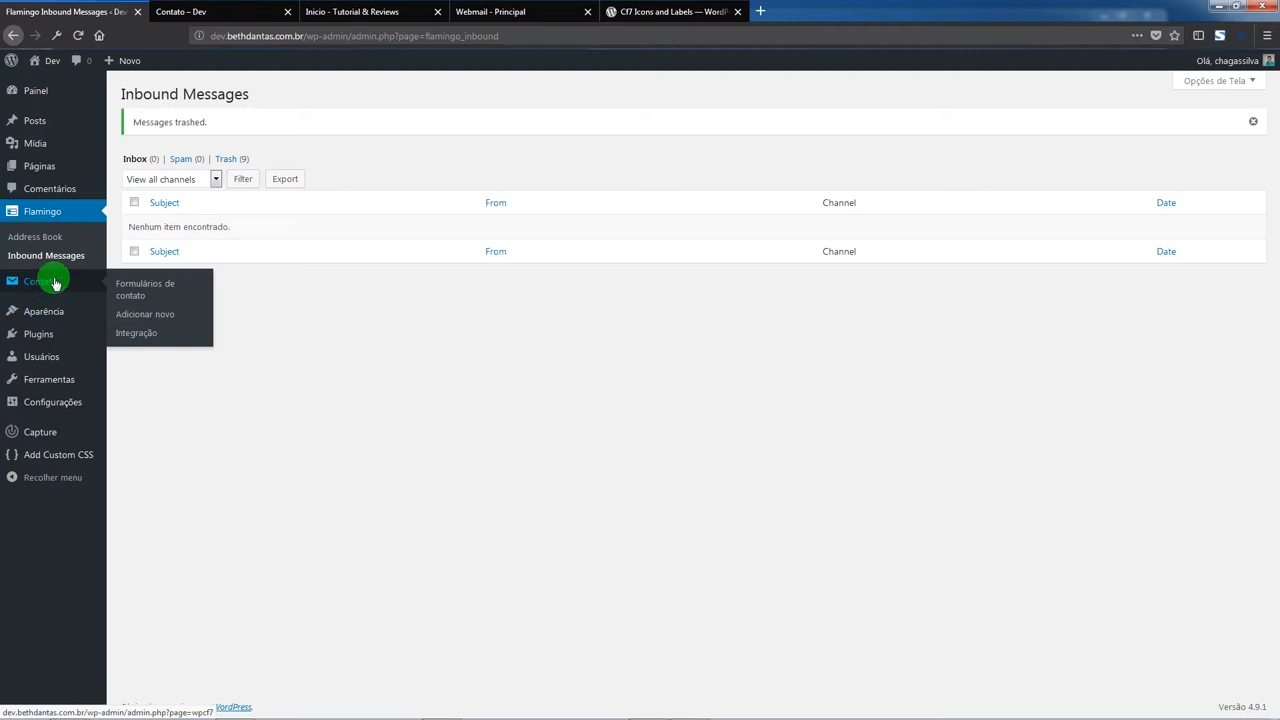 Flamingo Inbound Messages ‹ Dev
Contato – Dev
Inicio - Tutorial & Reviews
Webmail - Principal
Cf7 Icons and Labels — WordPr
dev.bethdantas.com.br/wp-admin/admin.php?page=flamingo_inbound
Dev
0
Novo
Olá, chagassilva
Opções de Tela
Painel
Posts
Mídia
Páginas
Comentários
Flamingo
Address Book
Inbound Messages
Formulários de contato
Adicionar novo
Integração
Aparência
Plugins
Usuários
Ferramentas
Configurações
Capture
Add Custom CSS
Recolher menu
Inbound Messages
Messages trashed.
Inbox (0) | Spam (0) | Trash (9)
View all channels
Filter
Export
Subject From Channel Date
Nenhum item encontrado.
Subject From Channel Date
WordPress.
Versão 4.9.1
dev.bethdantas.com.br/wp-admin/admin.php?page=wpcf7